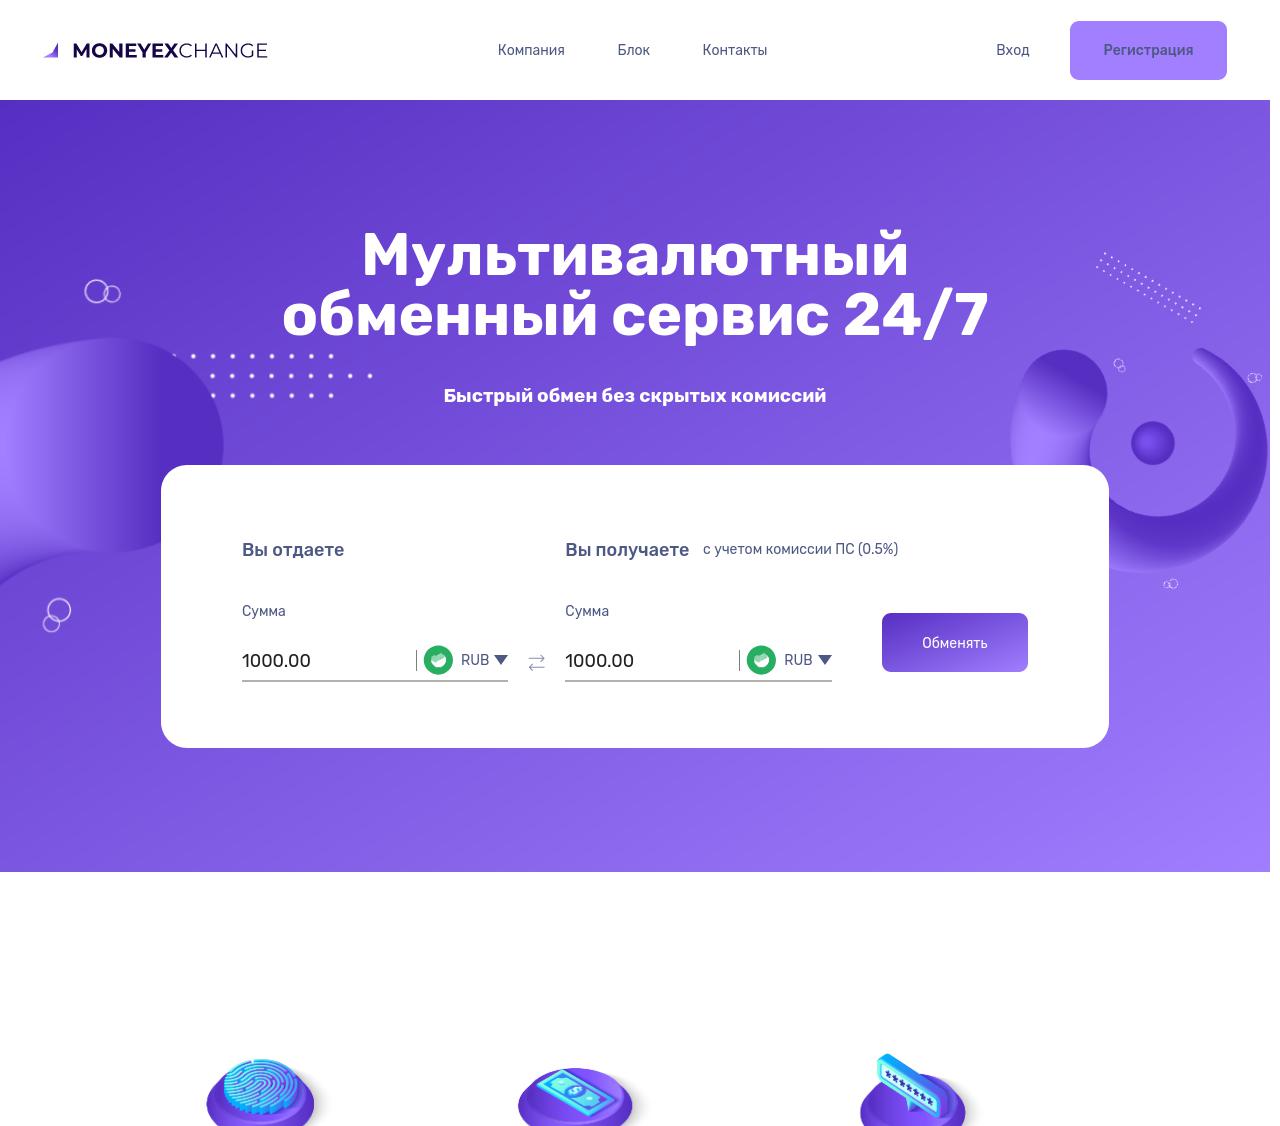 MONEYEXCHANGE
Компания
Блок
Контакты
Вход
Регистрация
Мультивалютный
обменный сервис 24/7
Быстрый обмен без скрытых комиссий
Вы отдаете
Сумма
1000.00
RUB
Вы получаете
с учетом комиссии ПС (0.5%)
Сумма
1000.00
RUB
Обменять